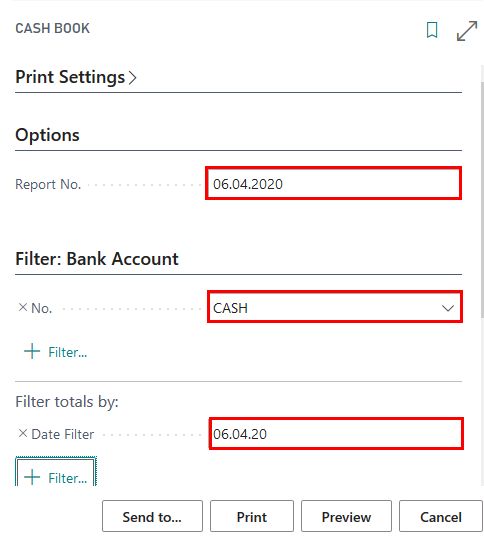 CASH BOOK
Print Settings
Options
Report No. 06.04.2020
Filter: Bank Account
No. CASH
Filter...
Filter totals by:
Date Filter 06.04.20
Filter...
Send to... Print Preview Cancel